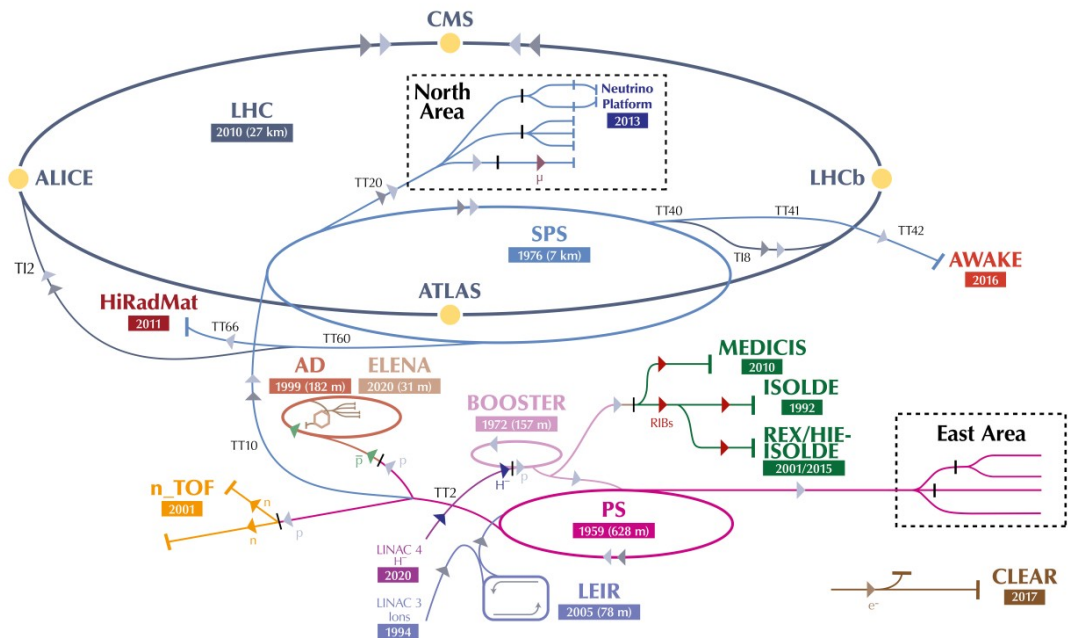 CMS
North
Area
Neutrino
Platform
2013
LHC
2010 (27 km)
ALICE
LHCb
TT20
μ
TT40
TT41
TT42
SPS
1976 (7 km)
TI8
AWAKE
2016
TI2
HiRadMat
2011
ATLAS
TT66
TT60
AD
1999 (182 m)
ELENA
2020 (31 m)
MEDICIS
2010
BOOSTER
1972 (157 m)
ISOLDE
1992
RIBs
REX/HIE-
ISOLDE
2001/2015
East Area
TT10
p̅
p
H⁻
p
TT2
n_TOF
2001
n
n
p
PS
1959 (628 m)
LINAC 4
H⁻
2020
LINAC 3
Ions
1994
LEIR
2005 (78 m)
CLEAR
2017
e⁻